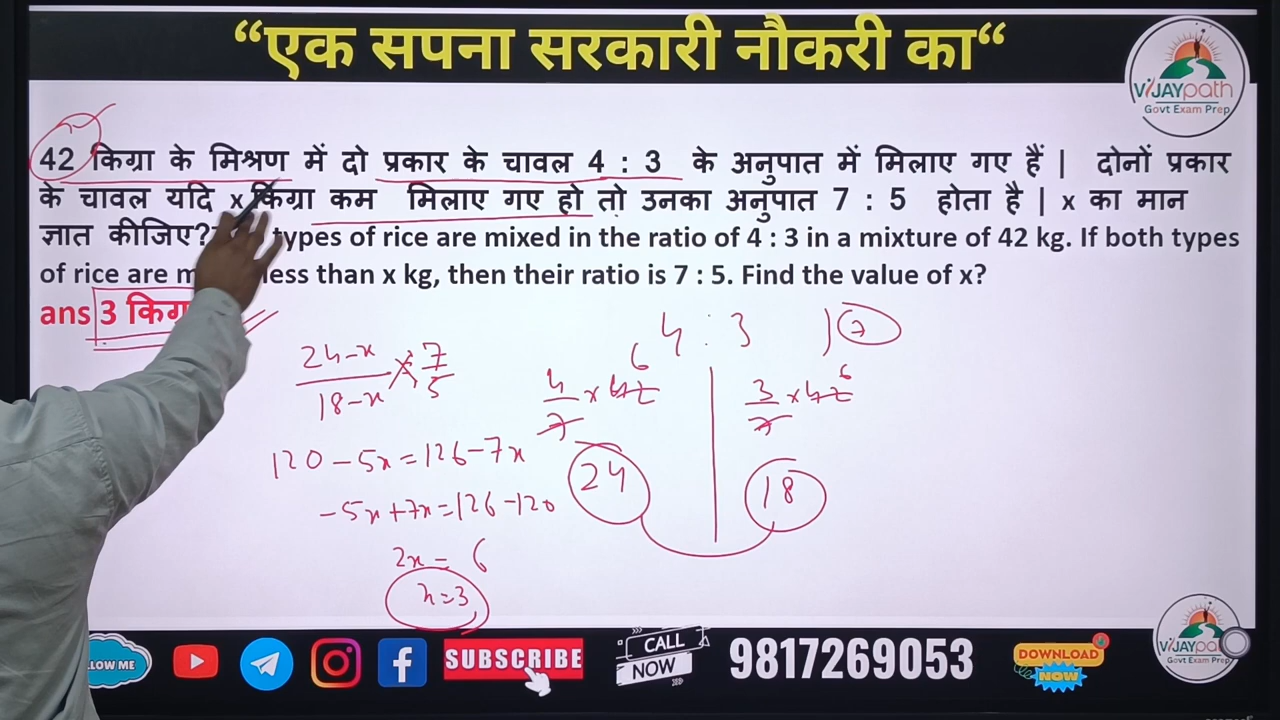 “एक सपना सरकारी नौकरी का“
VIJAYpath
Govt Exam Prep
42 किग्रा के मिश्रण में दो प्रकार के चावल 4 : 3 के अनुपात में मिलाए गए हैं | दोनों प्रकार
के चावल यदि x किग्रा कम मिलाए गए हो तो उनका अनुपात 7 : 5 होता है | x का मान
ज्ञात कीजिए? types of rice are mixed in the ratio of 4 : 3 in a mixture of 42 kg. If both types
of rice are less than x kg, then their ratio is 7 : 5. Find the value of x?
ans 3
4 : 3 ) 7
24-x / 18-x 7/5
4/7 x 42 6
3/7 x 42 6
120 - 5x = 126 - 7x
24
18
-5x + 7x = 126 - 120
2x = 6
x = 3
LOW ME
f
SUBSCRIBE
CALL
NOW
9817269053
DOWNLOAD
NOW
VIJAYpath
Govt Exam Prep